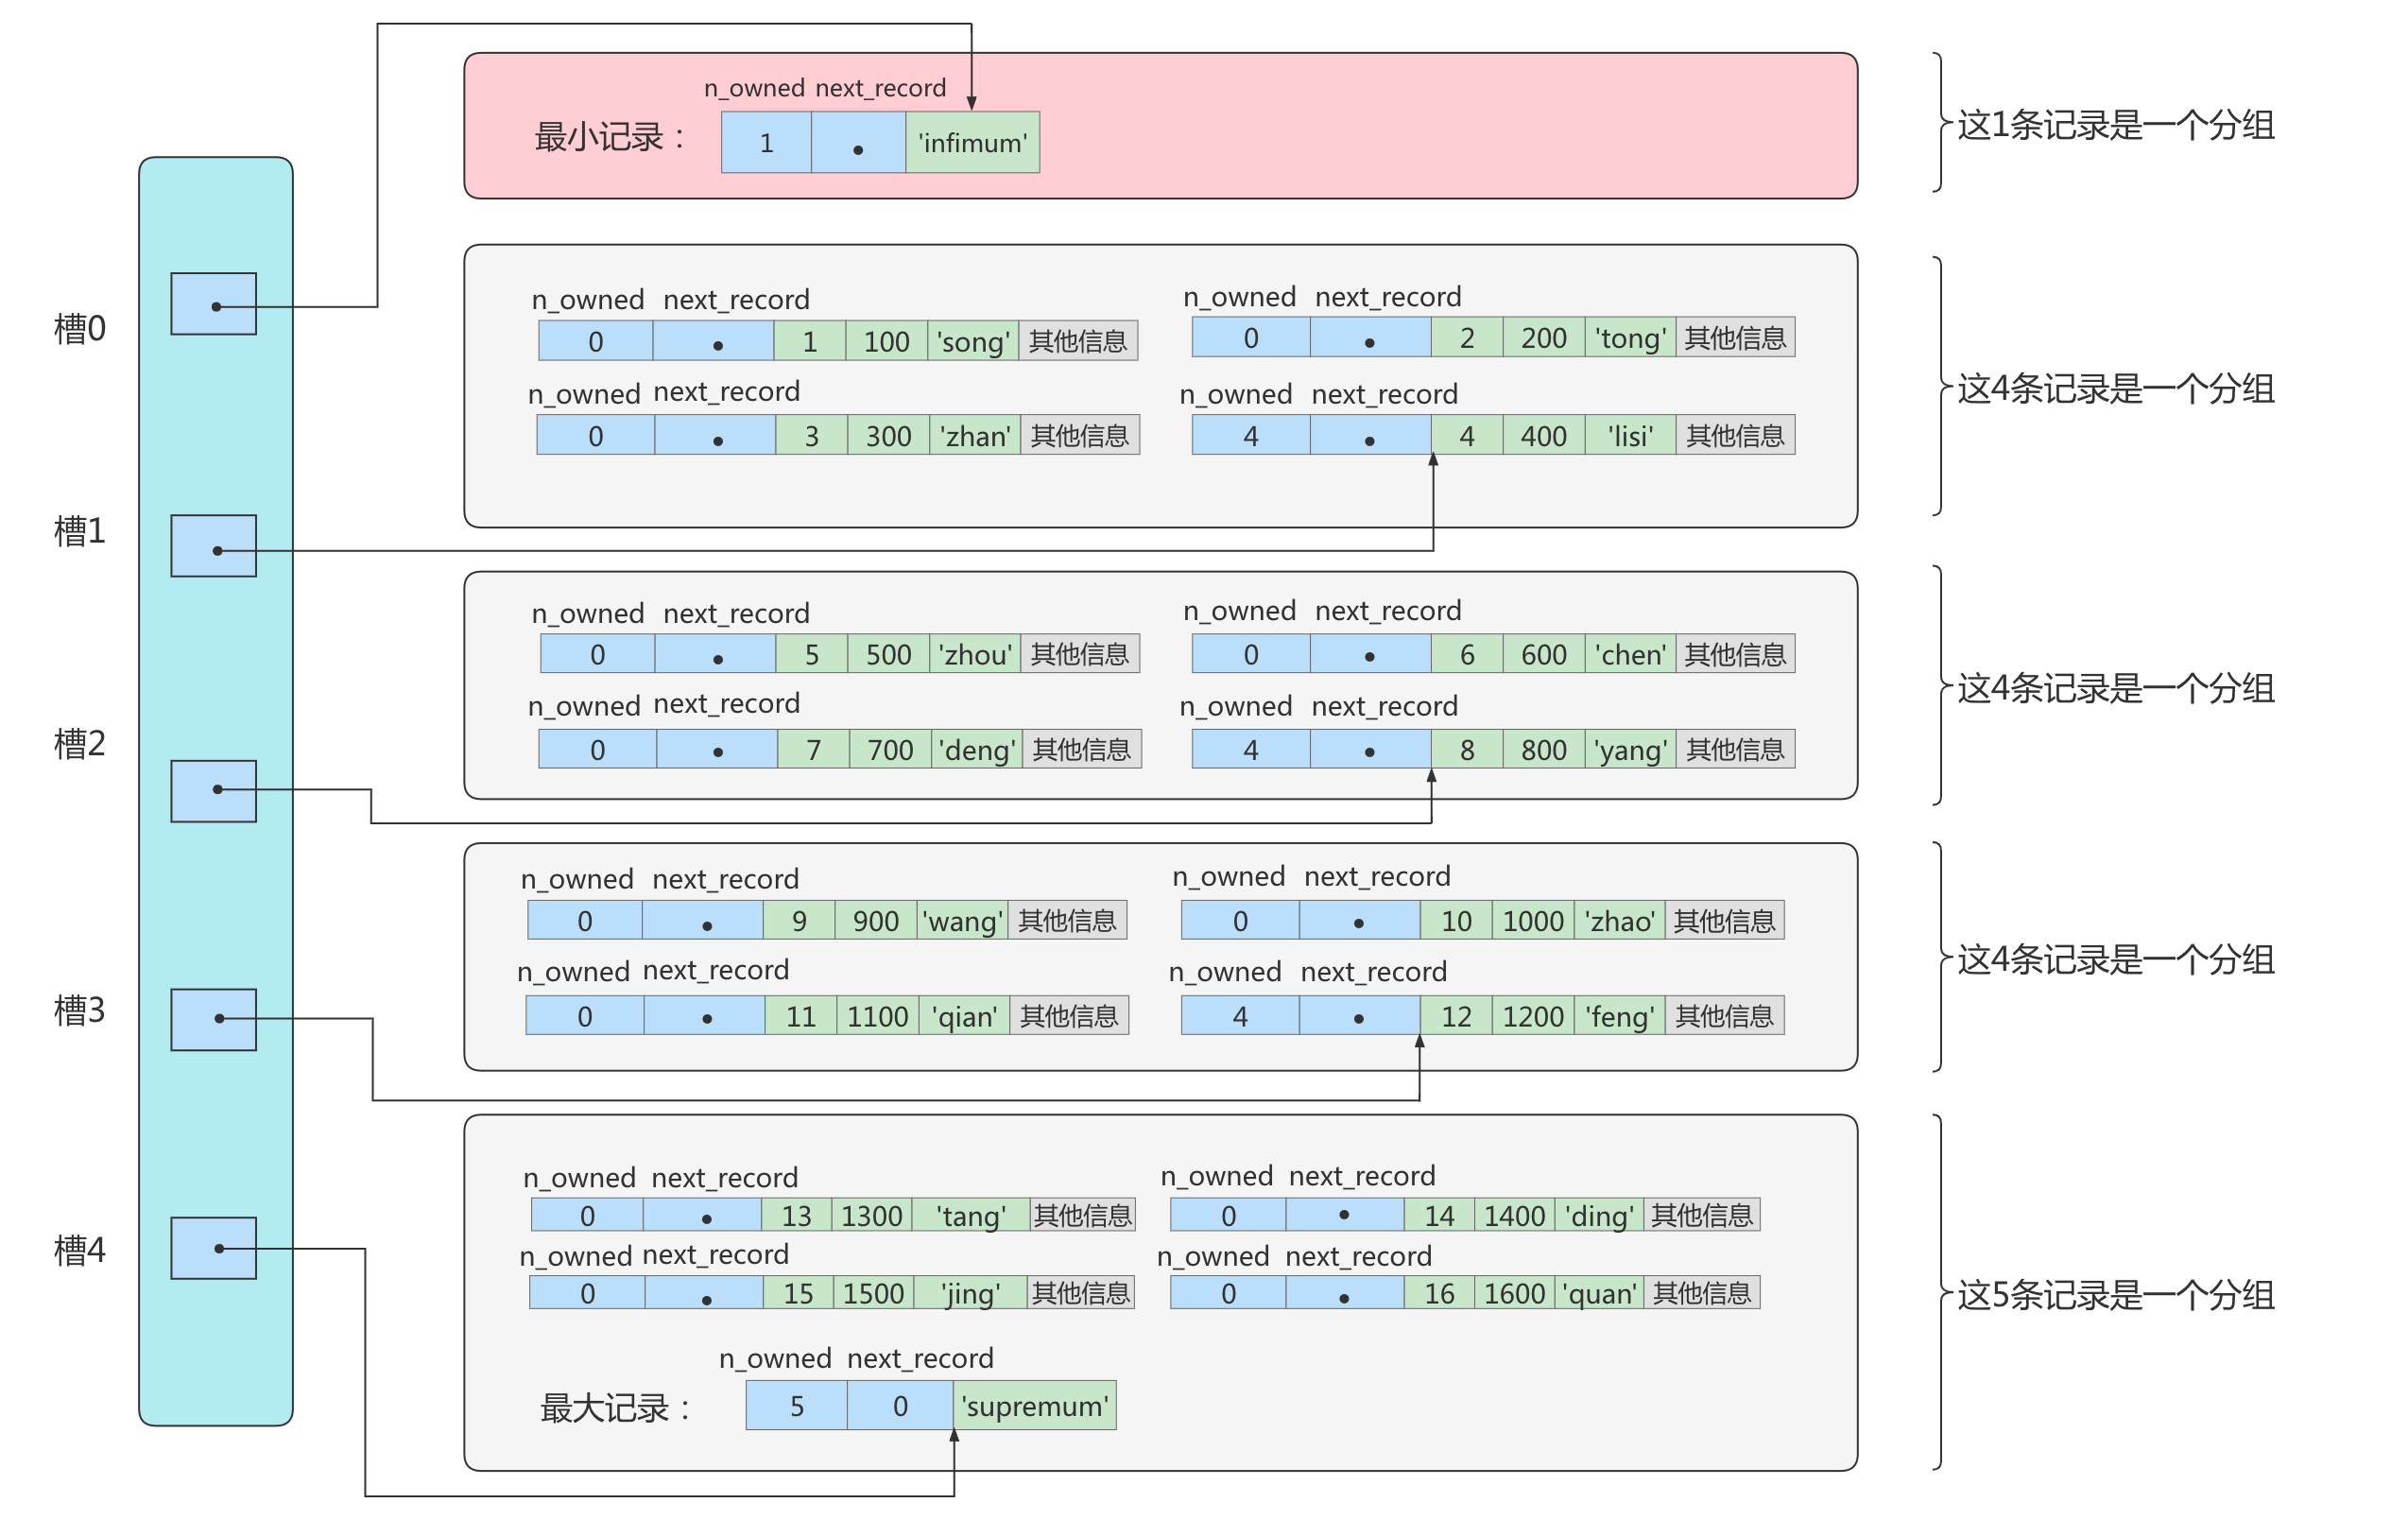 n_owned next_record
最小记录： 1 'infimum'
这1条记录是一个分组
槽0
n_owned next_record
0 1 100 'song' 其他信息
n_owned next_record
0 2 200 'tong' 其他信息
n_owned next_record
0 3 300 'zhan' 其他信息
n_owned next_record
4 4 400 'lisi' 其他信息
这4条记录是一个分组
槽1
n_owned next_record
0 5 500 'zhou' 其他信息
n_owned next_record
0 6 600 'chen' 其他信息
n_owned next_record
0 7 700 'deng' 其他信息
n_owned next_record
4 8 800 'yang' 其他信息
这4条记录是一个分组
槽2
n_owned next_record
0 9 900 'wang' 其他信息
n_owned next_record
0 10 1000 'zhao' 其他信息
n_owned next_record
0 11 1100 'qian' 其他信息
n_owned next_record
4 12 1200 'feng' 其他信息
这4条记录是一个分组
槽3
n_owned next_record
0 13 1300 'tang' 其他信息
n_owned next_record
0 14 1400 'ding' 其他信息
n_owned next_record
0 15 1500 'jing' 其他信息
n_owned next_record
0 16 1600 'quan' 其他信息
槽4
n_owned next_record
最大记录： 5 0 'supremum'
这5条记录是一个分组